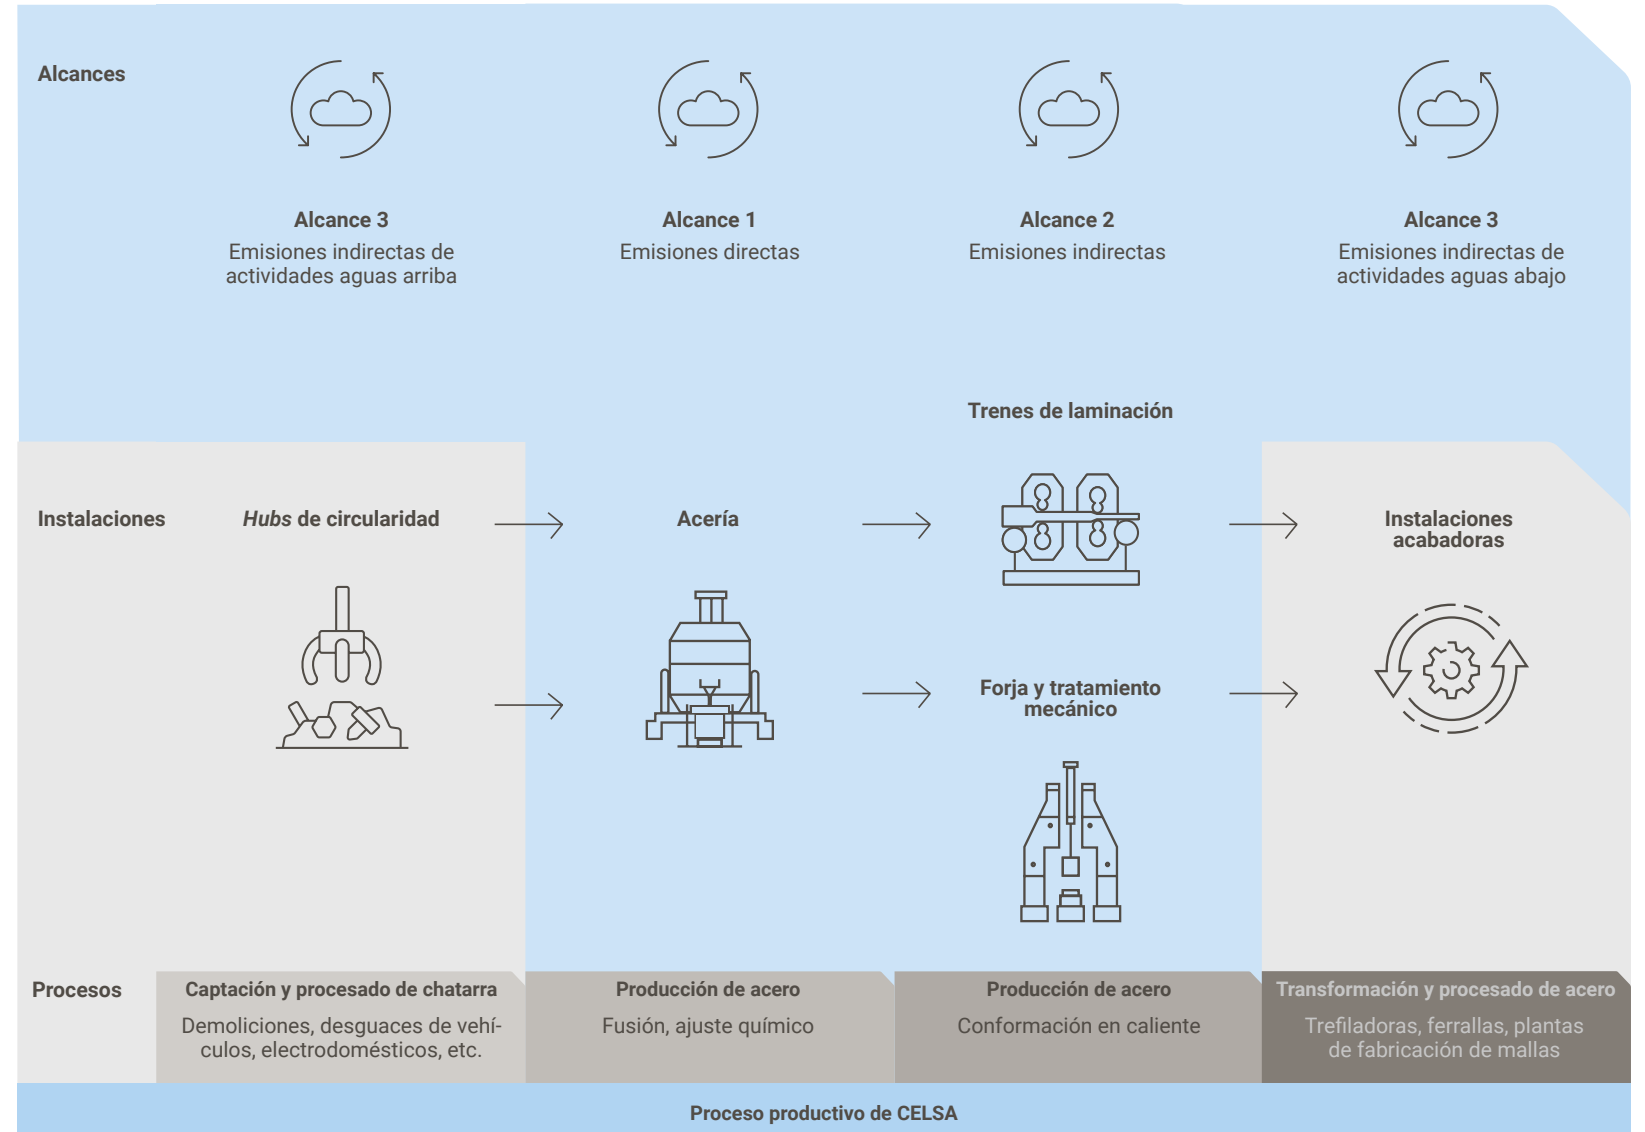 Alcances
Alcance 3
Emisiones indirectas de
actividades aguas arriba
Alcance 1
Emisiones directas
Alcance 2
Emisiones indirectas
Alcance 3
Emisiones indirectas de
actividades aguas abajo
Instalaciones
Hubs de circularidad
Acería
Trenes de laminación
Forja y tratamiento
mecánico
Instalaciones
acabadoras
Procesos
Captación y procesado de chatarra
Demoliciones, desguaces de vehí-
culos, electrodomésticos, etc.
Producción de acero
Fusión, ajuste químico
Producción de acero
Conformación en caliente
Transformación y procesado de acero
Trefiladoras, ferrallas, plantas
de fabricación de mallas
Proceso productivo de CELSA